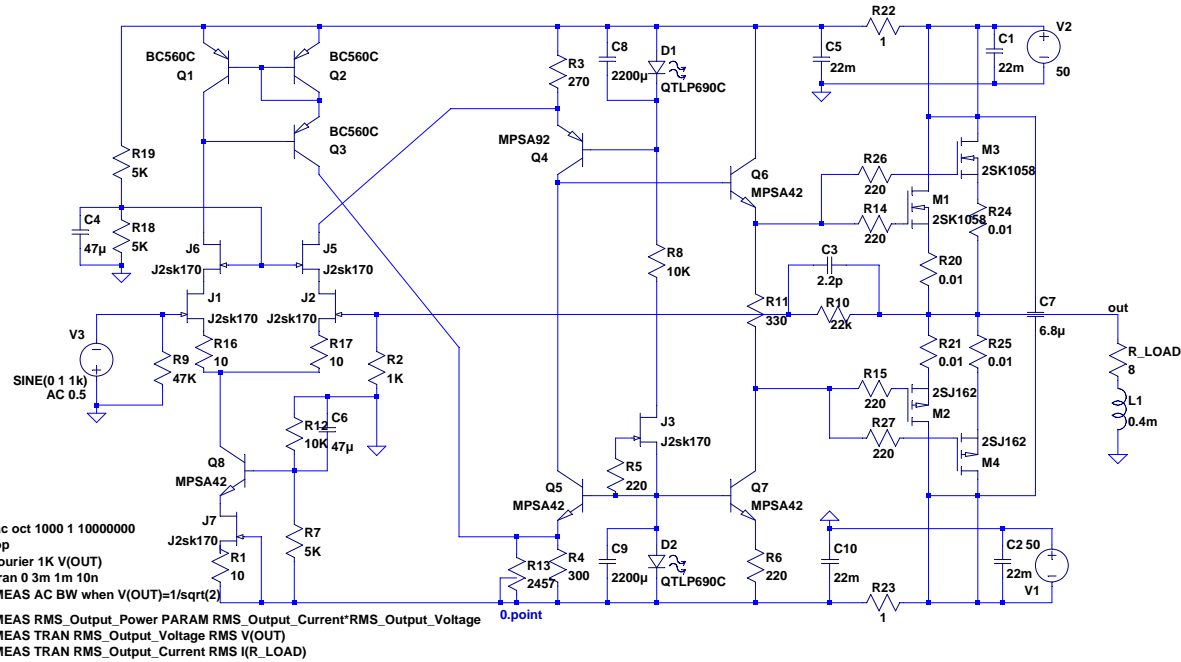 R22
1
V2
50
C1
22m
C5
22m
BC560C
Q1
BC560C
Q2
BC560C
Q3
R3
270
C8
2200µ
D1
QTLP690C
MPSA92
Q4
R19
5K
R18
5K
C4
47µ
Q6
MPSA42
R26
220
R14
220
M3
2SK1058
M1
2SK1058
R24
0.01
R20
0.01
J6
J2sk170
J5
J2sk170
J1
J2sk170
J2
J2sk170
R8
10K
C3
2.2p
R10
22k
R11
330
C7
6.8µ
out
V3
SINE(0 1 1k)
AC 0.5
R9
47K
R16
10
R17
10
R2
1K
R21
0.01
R25
0.01
R_LOAD
8
L1
0.4m
R12
10K
C6
47µ
J3
J2sk170
R5
220
R15
220
R27
220
2SJ162
M2
2SJ162
M4
Q8
MPSA42
Q5
MPSA42
Q7
MPSA42
J7
J2sk170
R1
10
R7
5K
R13
2457
R4
300
C9
2200µ
D2
QTLP690C
R6
220
C10
22m
C2
22m
50
V1
R23
1
0.point
c oct 1000 1 10000000
op
ourier 1K V(OUT)
ran 0 3m 1m 10n
MEAS AC BW when V(OUT)=1/sqrt(2)
MEAS RMS_Output_Power PARAM RMS_Output_Current*RMS_Output_Voltage
MEAS TRAN RMS_Output_Voltage RMS V(OUT)
MEAS TRAN RMS_Output_Current RMS I(R_LOAD)